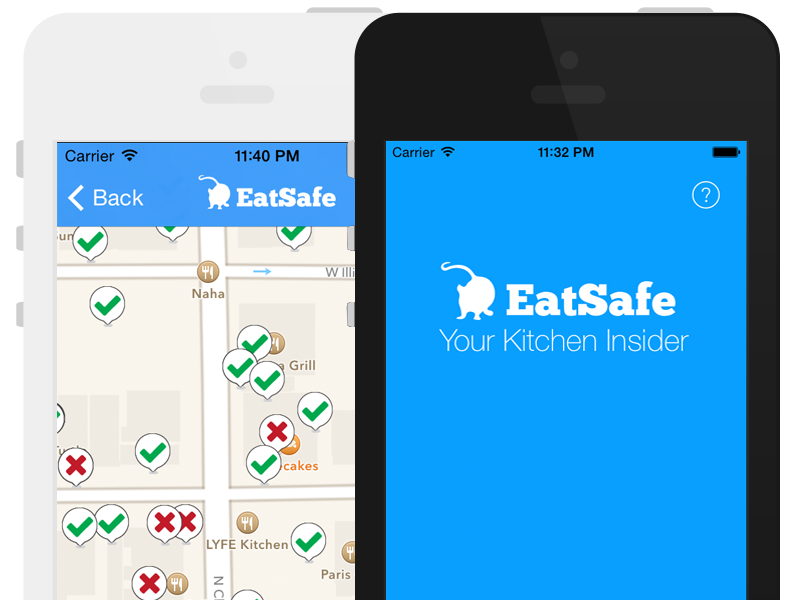 Carrier 11:40 PM
Back EatSafe
W Illi
Naha
Grill
cakes
LYFE Kitchen
Paris
N Cl
Carrier 11:32 PM
?
EatSafe
Your Kitchen Insider